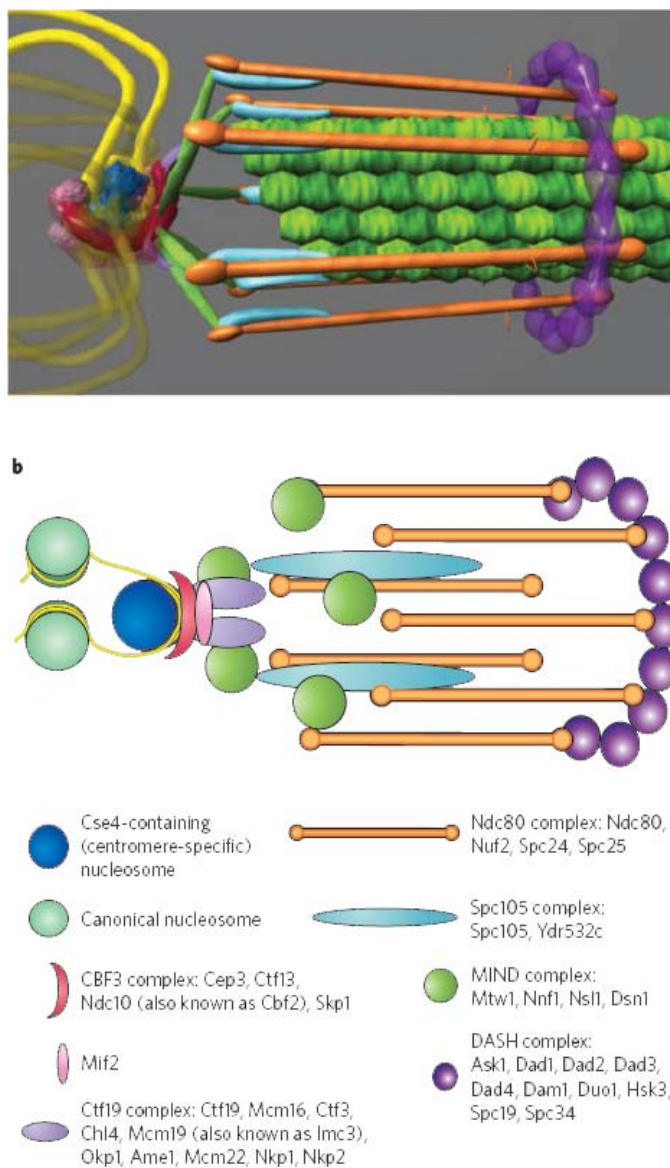 b
Cse4-containing
(centromere-specific)
nucleosome
Canonical nucleosome
CBF3 complex: Cep3, Ctf13,
Ndc10 (also known as Cbf2), Skp1
Mif2
Ctf19 complex: Ctf19, Mcm16, Ctf3,
Chl4, Mcm19 (also known as Imc3),
Okp1, Ame1, Mcm22, Nkp1, Nkp2
Ndc80 complex: Ndc80,
Nuf2, Spc24, Spc25
Spc105 complex:
Spc105, Ydr532c
MIND complex:
Mtw1, Nnf1, Nsl1, Dsn1
DASH complex:
Ask1, Dad1, Dad2, Dad3,
Dad4, Dam1, Duo1, Hsk3,
Spc19, Spc34